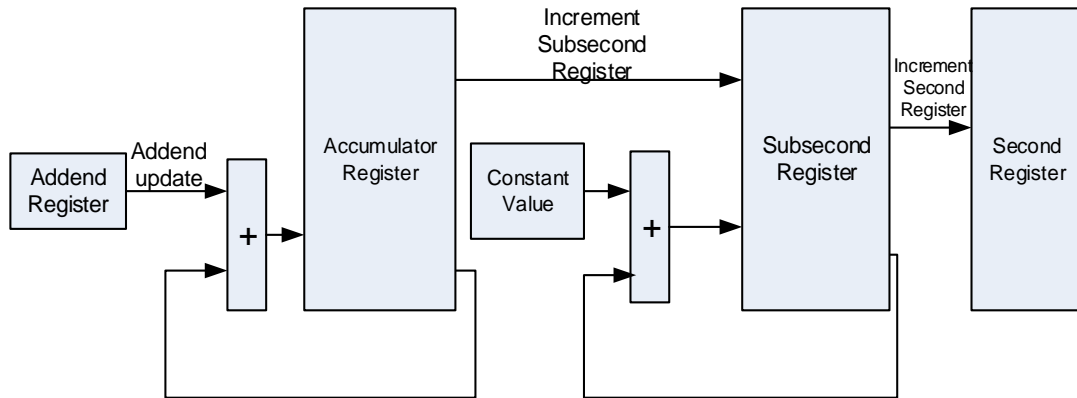 Increment
Subsecond
Register
Increment
Second
Register
Addend
Register
Addend
update
+
Accumulator
Register
Constant
Value
+
Subsecond
Register
Second
Register